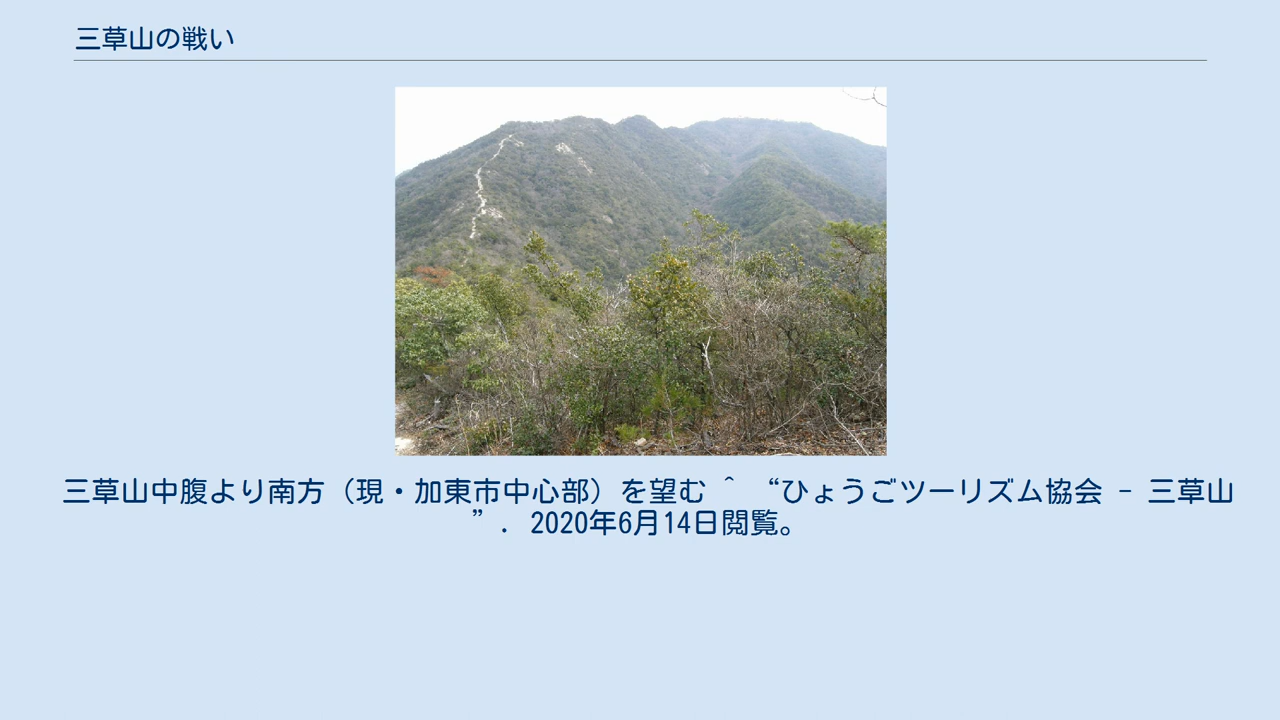 三草山の戦い
三草山中腹より南方（現・加東市中心部）を望む ^ “ひょうごツーリズム協会 - 三草山
”. 2020年6月14日閲覧。